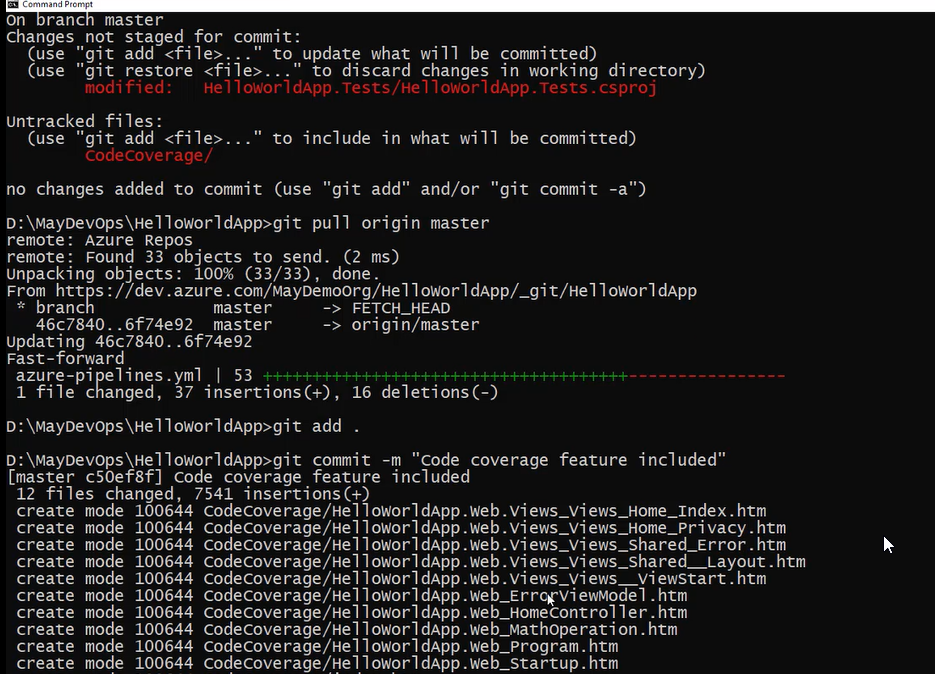 Command Prompt
On branch master
Changes not staged for commit:
  (use "git add <file>..." to update what will be committed)
  (use "git restore <file>..." to discard changes in working directory)
        modified:   HelloWorldApp.Tests/HelloWorldApp.Tests.csproj

Untracked files:
  (use "git add <file>..." to include in what will be committed)
        CodeCoverage/

no changes added to commit (use "git add" and/or "git commit -a")

D:\MayDevOps\HelloWorldApp>git pull origin master
remote: Azure Repos
remote: Found 33 objects to send. (2 ms)
Unpacking objects: 100% (33/33), done.
From https://dev.azure.com/MayDemoOrg/HelloWorldApp/_git/HelloWorldApp
 * branch            master     -> FETCH_HEAD
   46c7840..6f74e92  master     -> origin/master
Updating 46c7840..6f74e92
Fast-forward
 azure-pipelines.yml | 53 +++++++++++++++++++++++++++++++++++++----------------
 1 file changed, 37 insertions(+), 16 deletions(-)

D:\MayDevOps\HelloWorldApp>git add .

D:\MayDevOps\HelloWorldApp>git commit -m "Code coverage feature included"
[master c50ef8f] Code coverage feature included
 12 files changed, 7541 insertions(+)
 create mode 100644 CodeCoverage/HelloWorldApp.Web.Views_Views_Home_Index.htm
 create mode 100644 CodeCoverage/HelloWorldApp.Web.Views_Views_Home_Privacy.htm
 create mode 100644 CodeCoverage/HelloWorldApp.Web.Views_Views_Shared_Error.htm
 create mode 100644 CodeCoverage/HelloWorldApp.Web.Views_Views_Shared__Layout.htm
 create mode 100644 CodeCoverage/HelloWorldApp.Web.Views_Views__ViewStart.htm
 create mode 100644 CodeCoverage/HelloWorldApp.Web_ErrorViewModel.htm
 create mode 100644 CodeCoverage/HelloWorldApp.Web_HomeController.htm
 create mode 100644 CodeCoverage/HelloWorldApp.Web_MathOperation.htm
 create mode 100644 CodeCoverage/HelloWorldApp.Web_Program.htm
 create mode 100644 CodeCoverage/HelloWorldApp.Web_Startup.htm